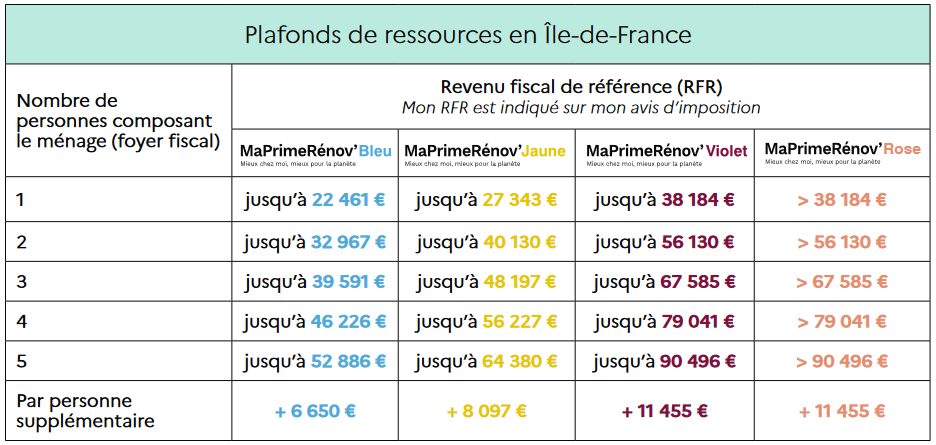 Plafonds de ressources en Île-de-France
Nombre de
personnes composant
le ménage (foyer fiscal)
Revenu fiscal de référence (RFR)
Mon RFR est indiqué sur mon avis d'imposition
MaPrimeRénov'Bleu MaPrimeRénov'Jaune MaPrimeRénov'Violet MaPrimeRénov'Rose
Mieux chez moi, mieux pour la planète Mieux chez moi, mieux pour la planète Mieux chez moi, mieux pour la planète Mieux chez moi, mieux pour la planète
1 jusqu'à 22 461 € jusqu'à 27 343 € jusqu'à 38 184 € > 38 184 €
2 jusqu'à 32 967 € jusqu'à 40 130 € jusqu'à 56 130 € > 56 130 €
3 jusqu'à 39 591 € jusqu'à 48 197 € jusqu'à 67 585 € > 67 585 €
4 jusqu'à 46 226 € jusqu'à 56 227 € jusqu'à 79 041 € > 79 041 €
5 jusqu'à 52 886 € jusqu'à 64 380 € jusqu'à 90 496 € > 90 496 €
Par personne
supplémentaire
+ 6 650 € + 8 097 € + 11 455 € + 11 455 €